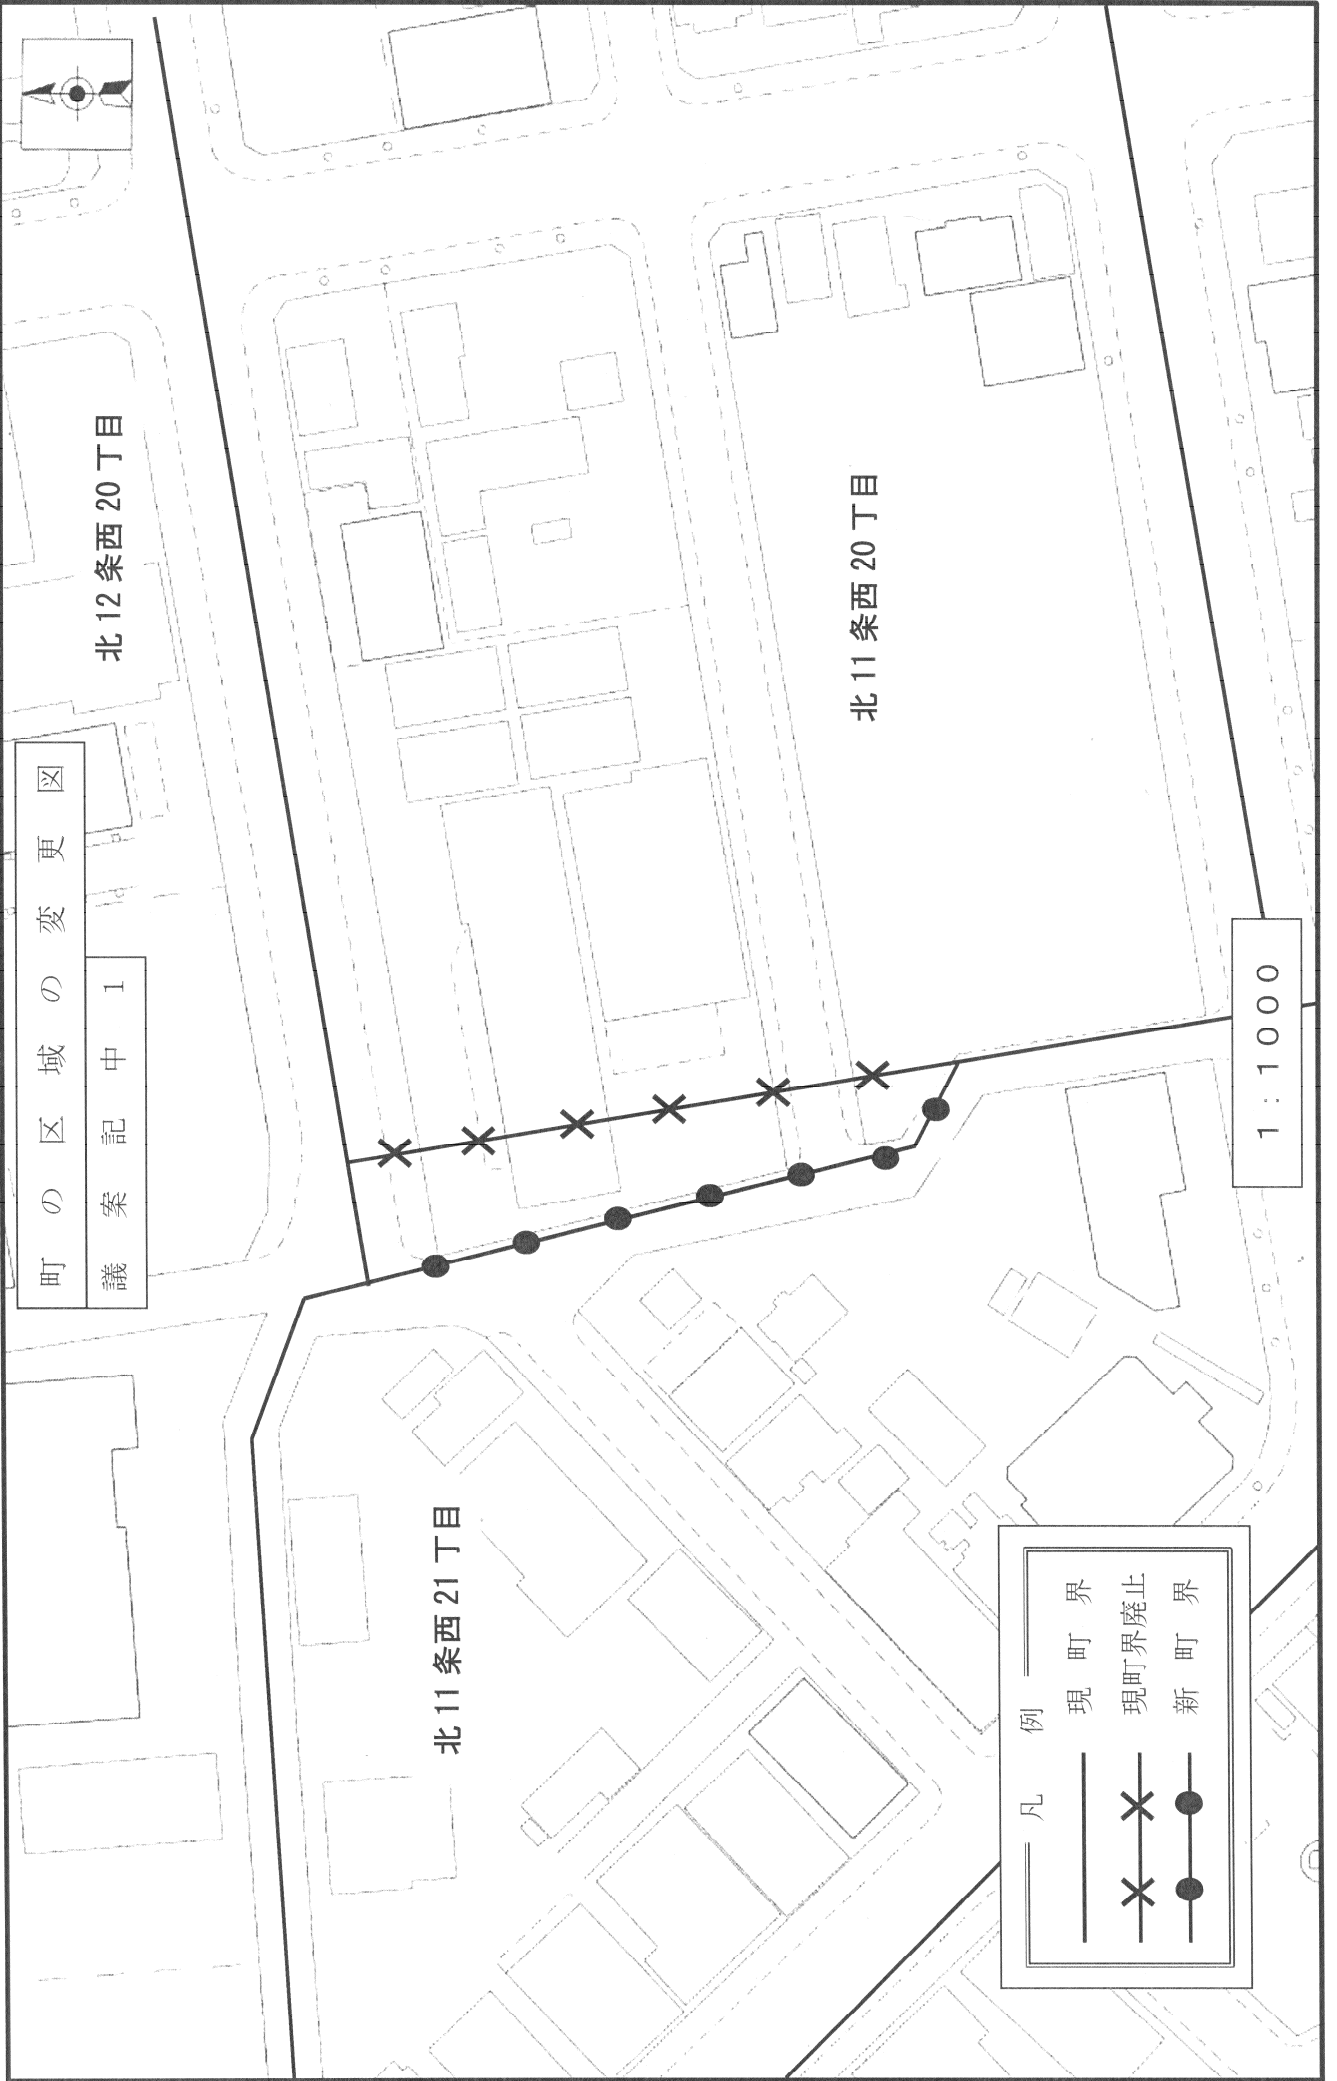 町の区域の変更図
議案記中1
北12条西20丁目
北11条西20丁目
北11条西21丁目
1:1000
凡例
現町界
現町界廃止
新町界